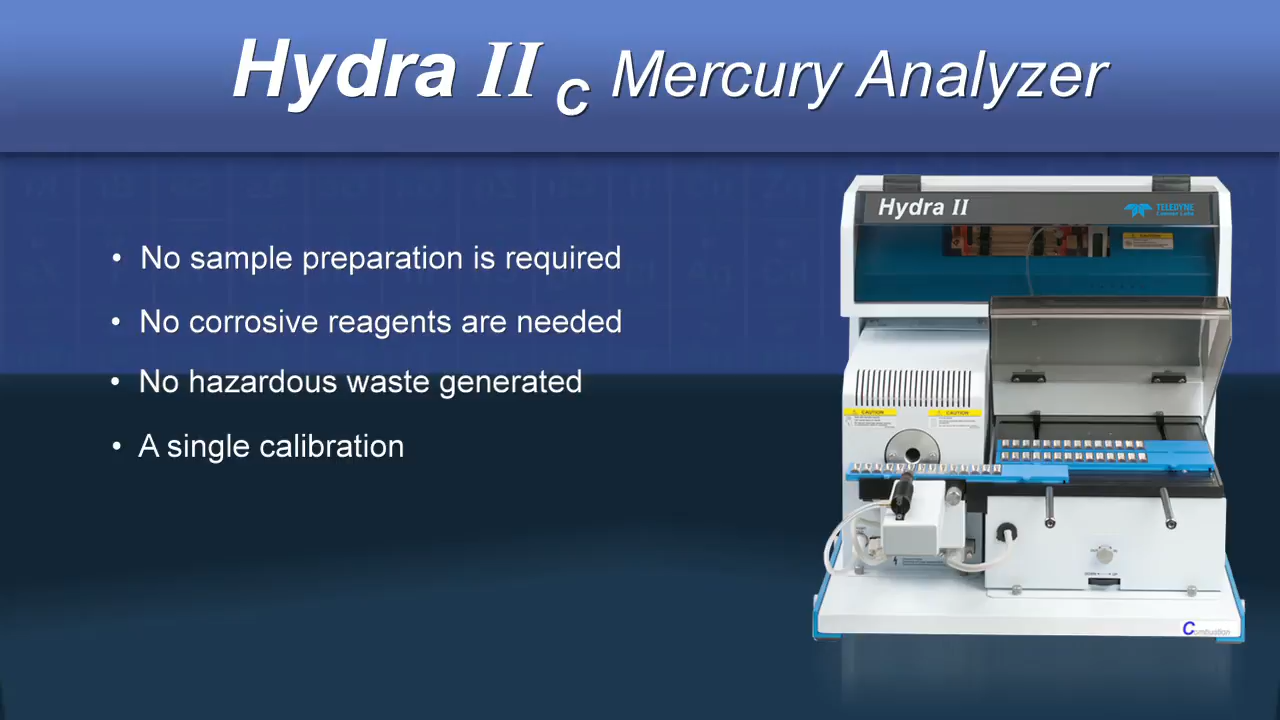 Hydra II C Mercury Analyzer
• No sample preparation is required
• No corrosive reagents are needed
• No hazardous waste generated
• A single calibration
Hydra II
TELEDYNE
Leeman Labs
CAUTION
CAUTION
CAUTION
Combustion